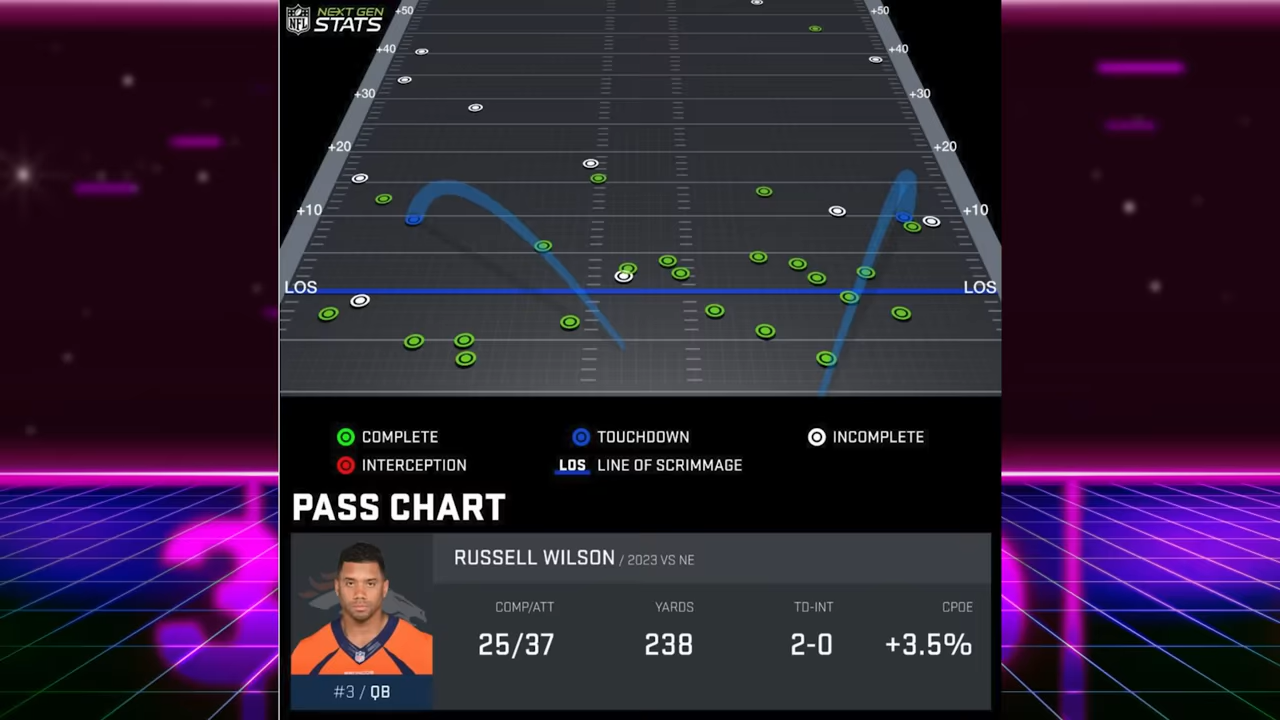 NFL NEXT GEN STATS
+50 +50
+40 +40
+30 +30
+20 +20
+10 +10
LOS LOS
COMPLETE TOUCHDOWN INCOMPLETE
INTERCEPTION LOS LINE OF SCRIMMAGE
PASS CHART
RUSSELL WILSON / 2023 VS NE
COMP/ATT YARDS TD-INT CPOE
25/37 238 2-0 +3.5%
#3 / QB